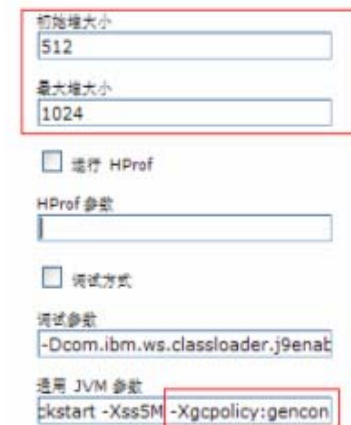 初始堆大小
512
最大堆大小
1024
运行 HProf
HProf 参数
调试方式
调试参数
-Dcom.ibm.ws.classloader.j9enab
通用 JVM 参数
ckstart -Xss5M -Xgcpolicy:gencon